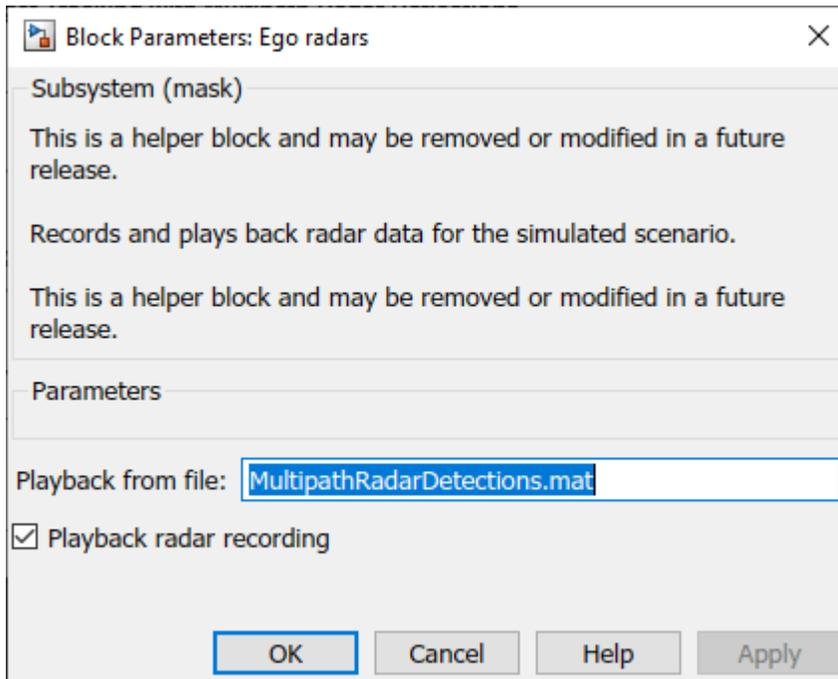 Block Parameters: Ego radars
Subsystem (mask)
This is a helper block and may be removed or modified in a future
release.
Records and plays back radar data for the simulated scenario.
This is a helper block and may be removed or modified in a future
release.
Parameters
Playback from file: MultipathRadarDetections.mat
Playback radar recording
OK Cancel Help Apply